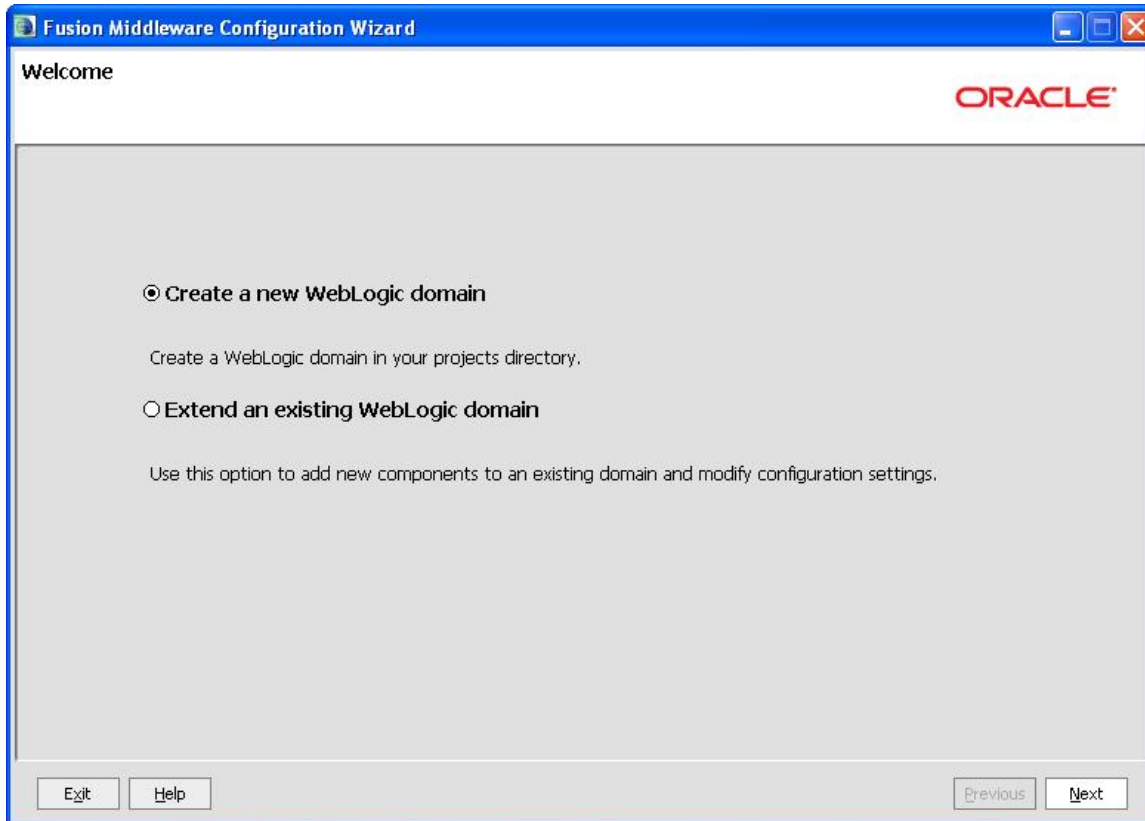 Fusion Middleware Configuration Wizard
Welcome
ORACLE
Create a new WebLogic domain
Create a WebLogic domain in your projects directory.
Extend an existing WebLogic domain
Use this option to add new components to an existing domain and modify configuration settings.
Exit Help Previous Next